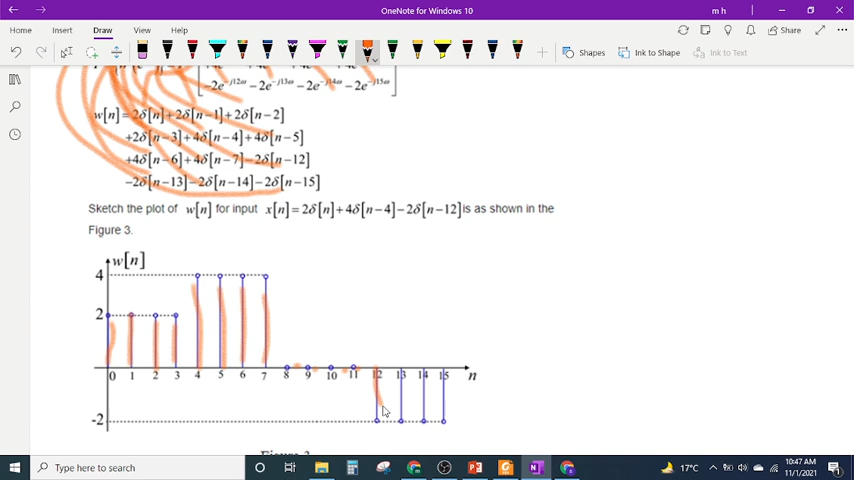 OneNote for Windows 10
m h
Home Insert Draw History Review View Help
Share
Shapes Ink to Shape Ink to Text
−2e^{−j12ω} −2e^{−j13ω} −2e^{−j14ω} −2e^{−j15ω}
w[n] = 2δ[n]+2δ[n−1]+2δ[n−2]
+2δ[n−3]+4δ[n−4]+4δ[n−5]
+4δ[n−6]+4δ[n−7]−2δ[n−12]
−2δ[n−13]−2δ[n−14]−2δ[n−15]
Sketch the plot of w[n] for input x[n]=2δ[n]+4δ[n−4]−2δ[n−12] is as shown in the
Figure 3.
w[n]
4
2
0 1 2 3 4 5 6 7 8 9 10 11 12 13 14 15 n
-2
Type here to search
17°C
10:47 AM
11/1/2021